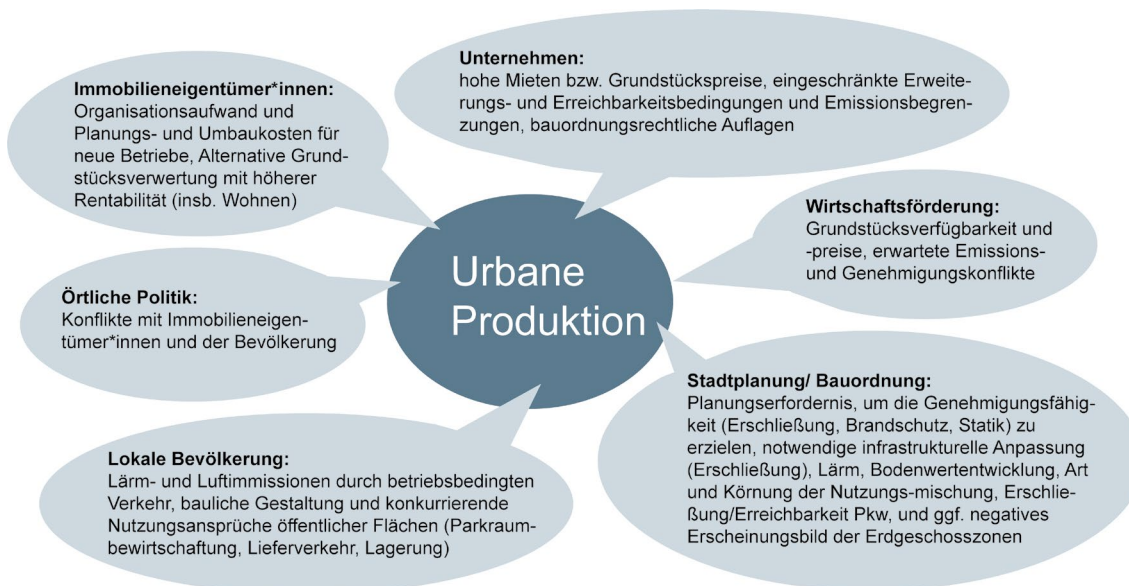 Immobilieneigentümer*innen:
Organisationsaufwand und
Planungs- und Umbaukosten für
neue Betriebe, Alternative Grund-
stücksverwertung mit höherer
Rentabilität (insb. Wohnen)
Unternehmen:
hohe Mieten bzw. Grundstückspreise, eingeschränkte Erweite-
rungs- und Erreichbarkeitsbedingungen und Emissionsbegren-
zungen, bauordnungsrechtliche Auflagen
Wirtschaftsförderung:
Grundstücksverfügbarkeit und
-preise, erwartete Emissions-
und Genehmigungskonflikte
Urbane
Produktion
Örtliche Politik:
Konflikte mit Immobilieneigen-
tümer*innen und der Bevölkerung
Stadtplanung/ Bauordnung:
Planungserfordernis, um die Genehmigungsfähig-
keit (Erschließung, Brandschutz, Statik) zu
erzielen, notwendige infrastrukturelle Anpassung
(Erschließung), Lärm, Bodenwertentwicklung, Art
und Körnung der Nutzungs-mischung, Erschlie-
ßung/Erreichbarkeit Pkw, und ggf. negatives
Erscheinungsbild der Erdgeschosszonen
Lokale Bevölkerung:
Lärm- und Luftimmissionen durch betriebsbedingten
Verkehr, bauliche Gestaltung und konkurrierende
Nutzungsansprüche öffentlicher Flächen (Parkraum-
bewirtschaftung, Lieferverkehr, Lagerung)